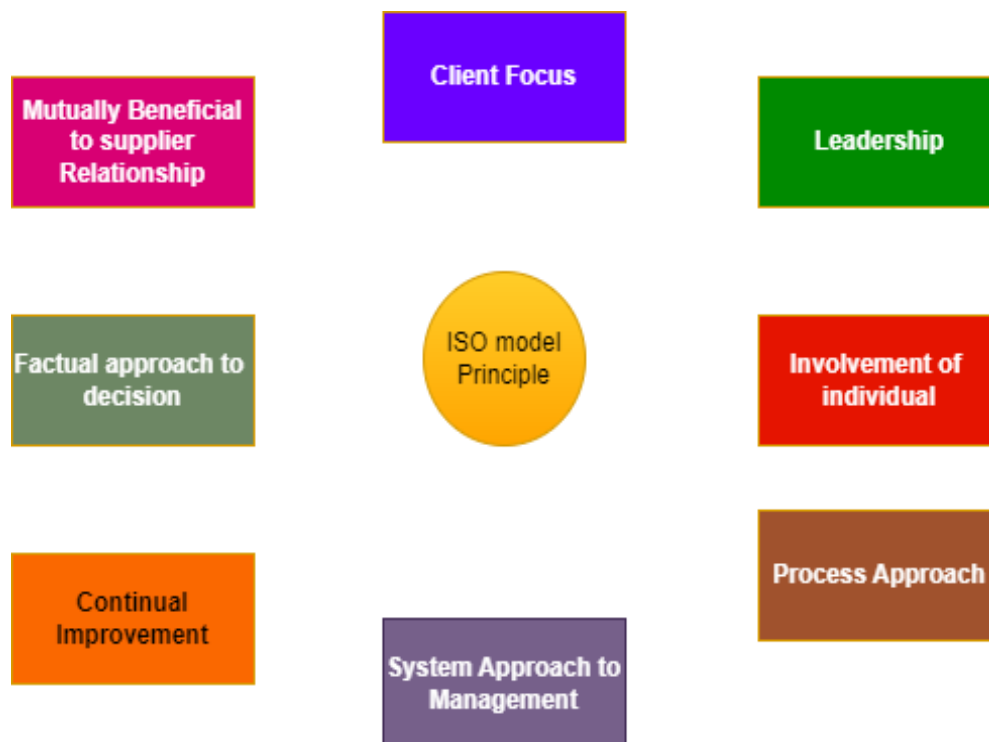 Client Focus
Mutually Beneficial
to supplier
Relationship
Leadership
ISO model
Principle
Factual approach to
decision
Involvement of
individual
Process Approach
Continual
Improvement
System Approach to
Management